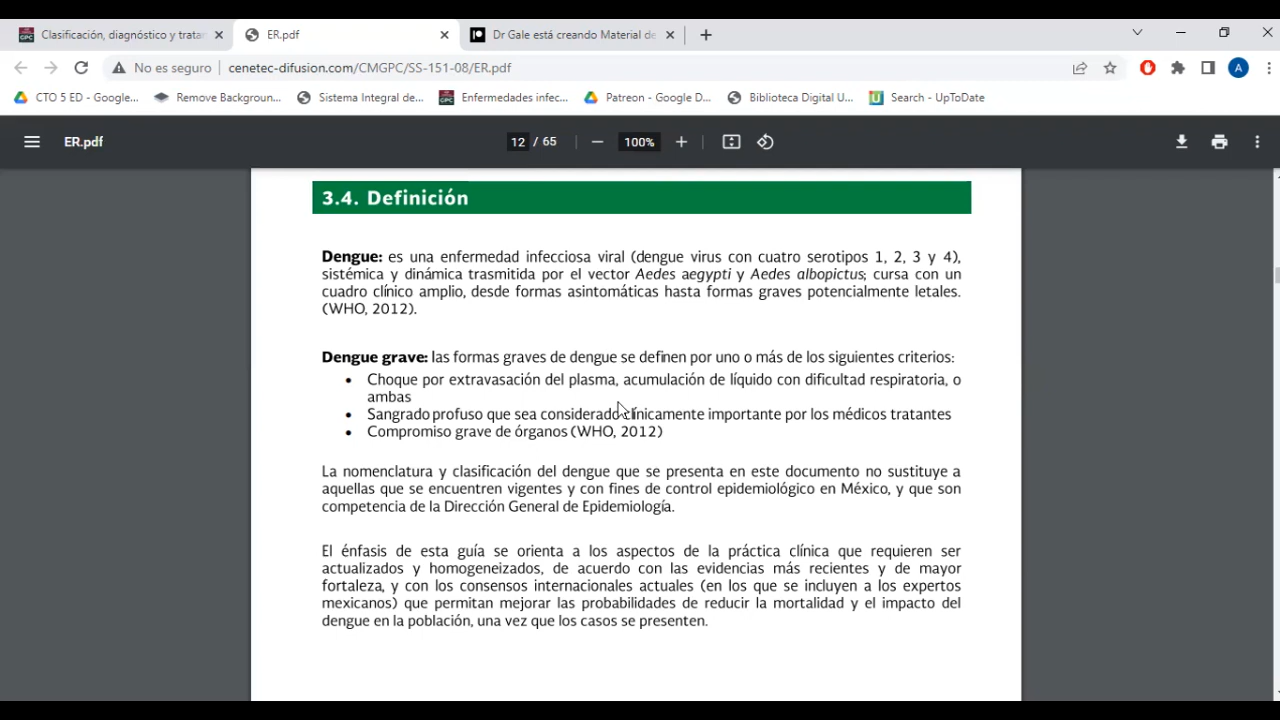 Clasificación, diagnóstico y trata
ER.pdf
Dr Gale está creando Material de
No es seguro
cenetec-difusion.com/CMGPC/SS-151-08/ER.pdf
A
CTO 5 ED - Google...
Remove Backgroun...
Sistema Integral de...
Enfermedades infec...
Patreon - Google D...
Biblioteca Digital U...
Search - UpToDate
ER.pdf
12 / 65
100%
3.4. Definición
Dengue: es una enfermedad infecciosa viral (dengue virus con cuatro serotipos 1, 2, 3 y 4),
sistémica y dinámica trasmitida por el vector Aedes aegypti y Aedes albopictus; cursa con un
cuadro clínico amplio, desde formas asintomáticas hasta formas graves potencialmente letales.
(WHO, 2012).
Dengue grave: las formas graves de dengue se definen por uno o más de los siguientes criterios:
• Choque por extravasación del plasma, acumulación de líquido con dificultad respiratoria, o
ambas
• Sangrado profuso que sea considerado clínicamente importante por los médicos tratantes
• Compromiso grave de órganos (WHO, 2012)
La nomenclatura y clasificación del dengue que se presenta en este documento no sustituye a
aquellas que se encuentren vigentes y con fines de control epidemiológico en México, y que son
competencia de la Dirección General de Epidemiología.
El énfasis de esta guía se orienta a los aspectos de la práctica clínica que requieren ser
actualizados y homogeneizados, de acuerdo con las evidencias más recientes y de mayor
fortaleza, y con los consensos internacionales actuales (en los que se incluyen a los expertos
mexicanos) que permitan mejorar las probabilidades de reducir la mortalidad y el impacto del
dengue en la población, una vez que los casos se presenten.